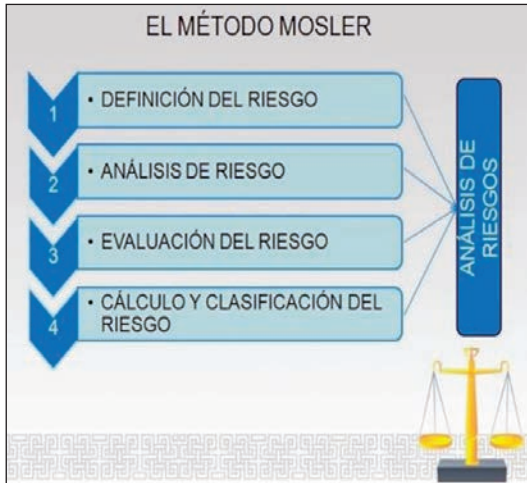 EL MÉTODO MOSLER
1
• DEFINICIÓN DEL RIESGO
2
• ANÁLISIS DE RIESGO
3
• EVALUACIÓN DEL RIESGO
4
• CÁLCULO Y CLASIFICACIÓN DEL
RIESGO
ANÁLISIS DE
RIESGOS